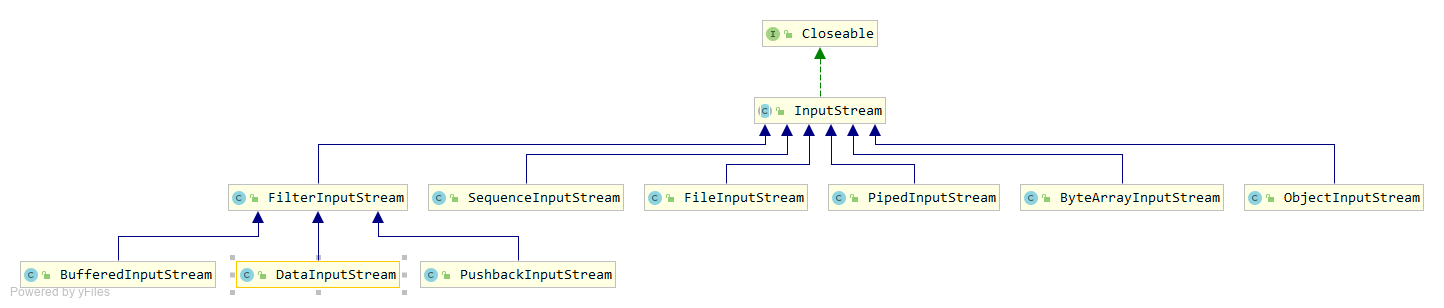 I Closeable
C InputStream
C FilterInputStream C SequenceInputStream C FileInputStream C PipedInputStream C ByteArrayInputStream C ObjectInputStream
C BufferedInputStream C DataInputStream C PushbackInputStream
Powered by yFiles